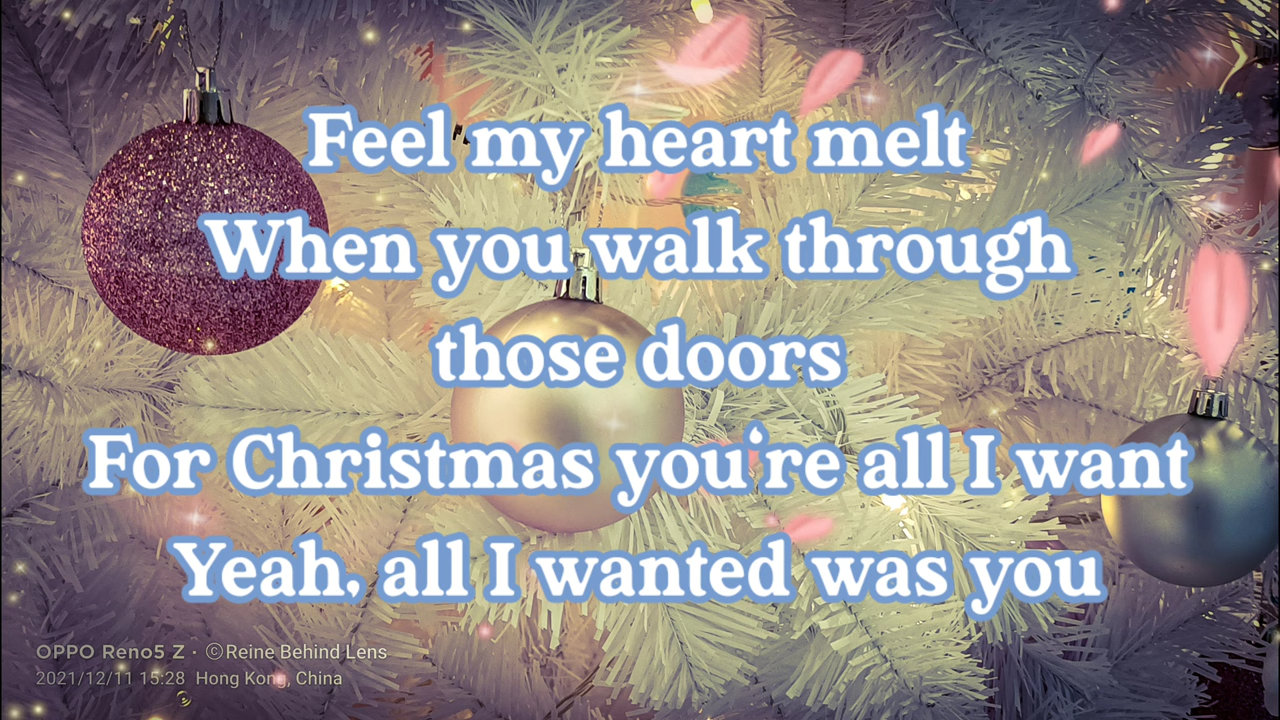 Feel my heart melt
When you walk through
those doors
For Christmas you're all I want
Yeah, all I wanted was you
OPPO Reno5 Z · ©Reine Behind Lens
2021/12/11 15:28 Hong Kong, China